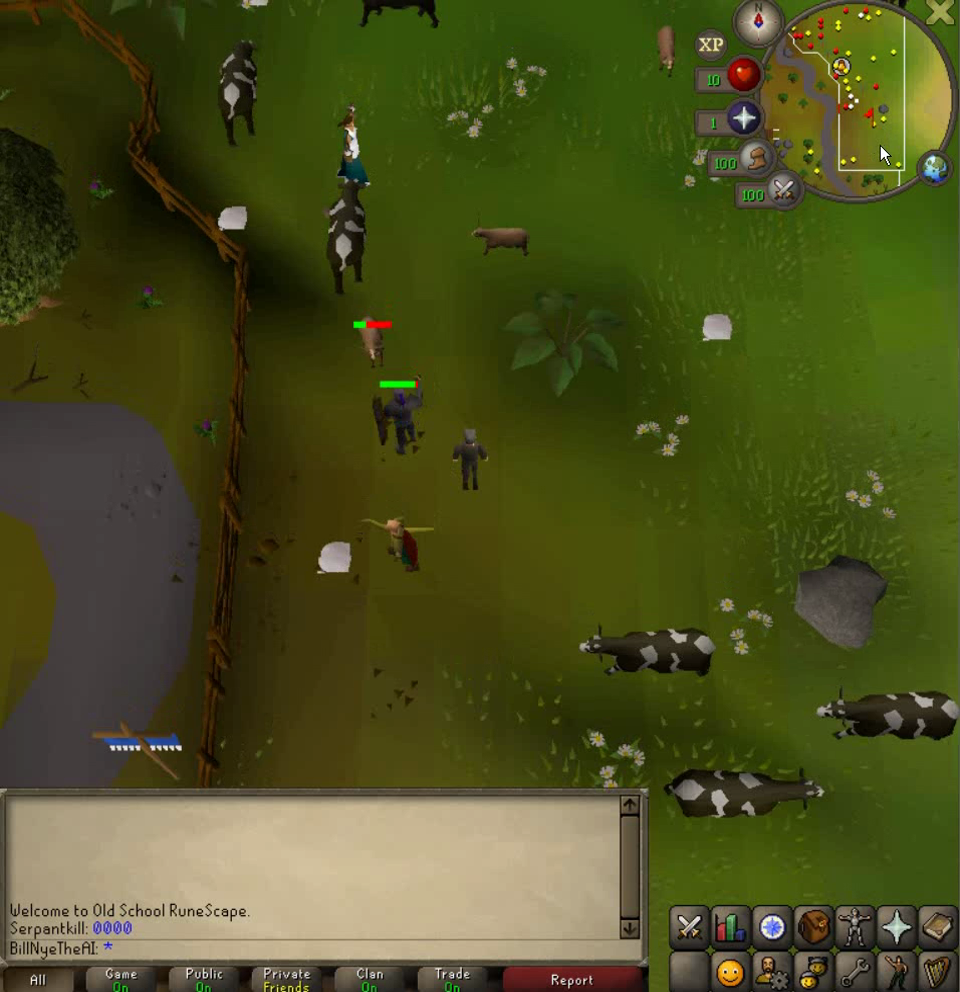 N
XP
10
1
100
100
Welcome to Old School RuneScape.
Serpantkill: 0000
BillNyeTheAI: *
All
Game
On
Public
On
Private
Friends
Clan
On
Trade
On
Report